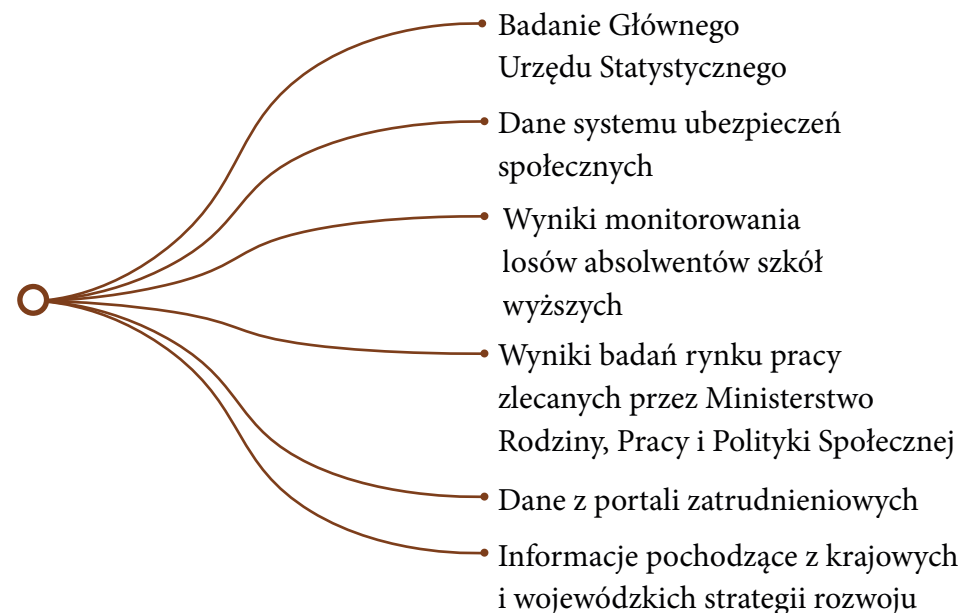 Badanie Głównego
Urzędu Statystycznego
Dane systemu ubezpieczeń
społecznych
Wyniki monitorowania
losów absolwentów szkół
wyższych
Wyniki badań rynku pracy
zlecanych przez Ministerstwo
Rodziny, Pracy i Polityki Społecznej
Dane z portali zatrudnieniowych
Informacje pochodzące z krajowych
i wojewódzkich strategii rozwoju